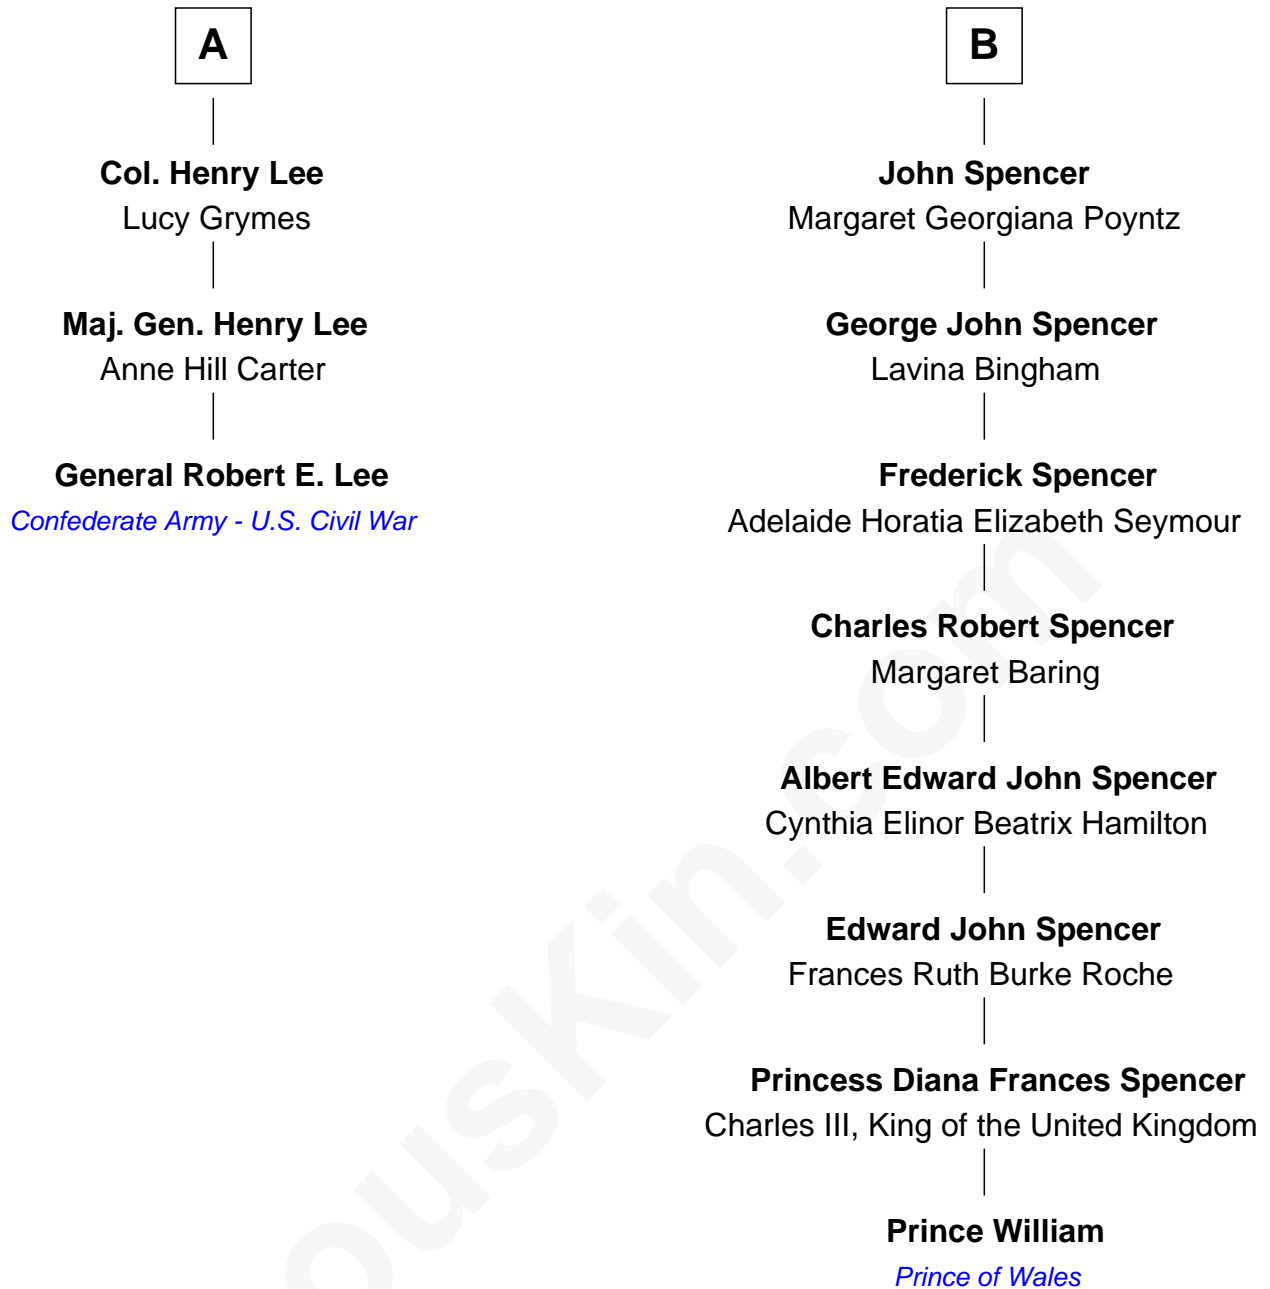 A
Col. Henry Lee
Lucy Grymes
Maj. Gen. Henry Lee
Anne Hill Carter
General Robert E. Lee
Confederate Army - U.S. Civil War
B
John Spencer
Margaret Georgiana Poyntz
George John Spencer
Lavina Bingham
Frederick Spencer
Adelaide Horatia Elizabeth Seymour
Charles Robert Spencer
Margaret Baring
Albert Edward John Spencer
Cynthia Elinor Beatrix Hamilton
Edward John Spencer
Frances Ruth Burke Roche
Princess Diana Frances Spencer
Charles III, King of the United Kingdom
Prince William
Prince of Wales
ousKin.com